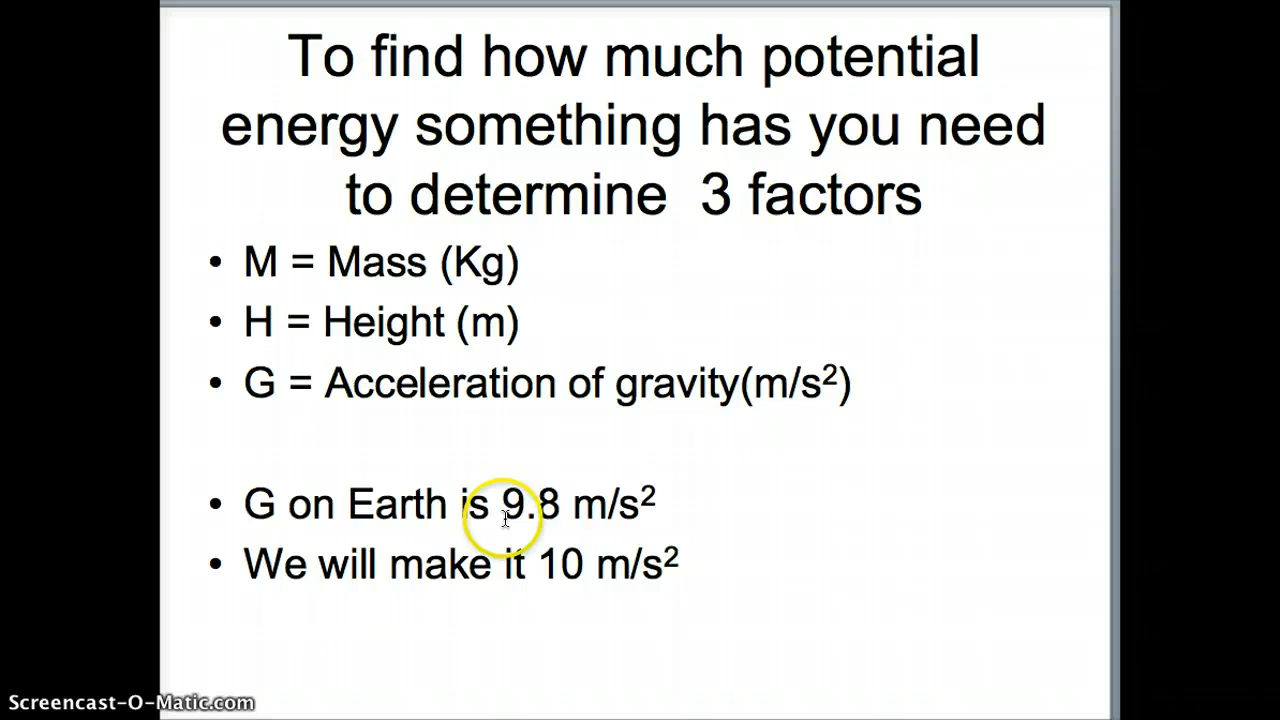 To find how much potential
energy something has you need
to determine  3 factors
• M = Mass (Kg)
• H = Height (m)
• G = Acceleration of gravity(m/s²)
• G on Earth is 9.8 m/s²
• We will make it 10 m/s²
Screencast-O-Matic.com